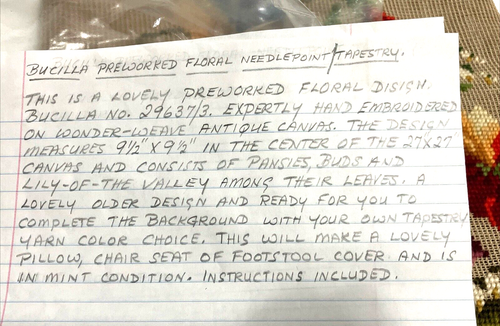 BUCILLA PREWORKED FLORAL NEEDLEPOINT/TAPESTRY.
THIS IS A LOVELY PREWORKED FLORAL DISIGN.
BUCILLA NO. 29637/3. EXPERTLY HAND EMBROIDERED
ON WONDER-WEAVE ANTIQUE CANVAS. THE DESIGN
MEASURES 9½" X 9½" IN THE CENTER OF THE 27X27
CANVAS AND CONSISTS OF PANSIES, BUDS AND
LILY-OF-THE VALLEY AMONG THEIR LEAVES. A
LOVELY OLDER DESIGN AND READY FOR YOU TO
COMPLETE THE BACKGROUND WITH YOUR OWN TAPESTRY
YARN COLOR CHOICE. THIS WILL MAKE A LOVELY
PILLOW, CHAIR SEAT OF FOOTSTOOL COVER AND IS
IN MINT CONDITION. INSTRUCTIONS INCLUDED.